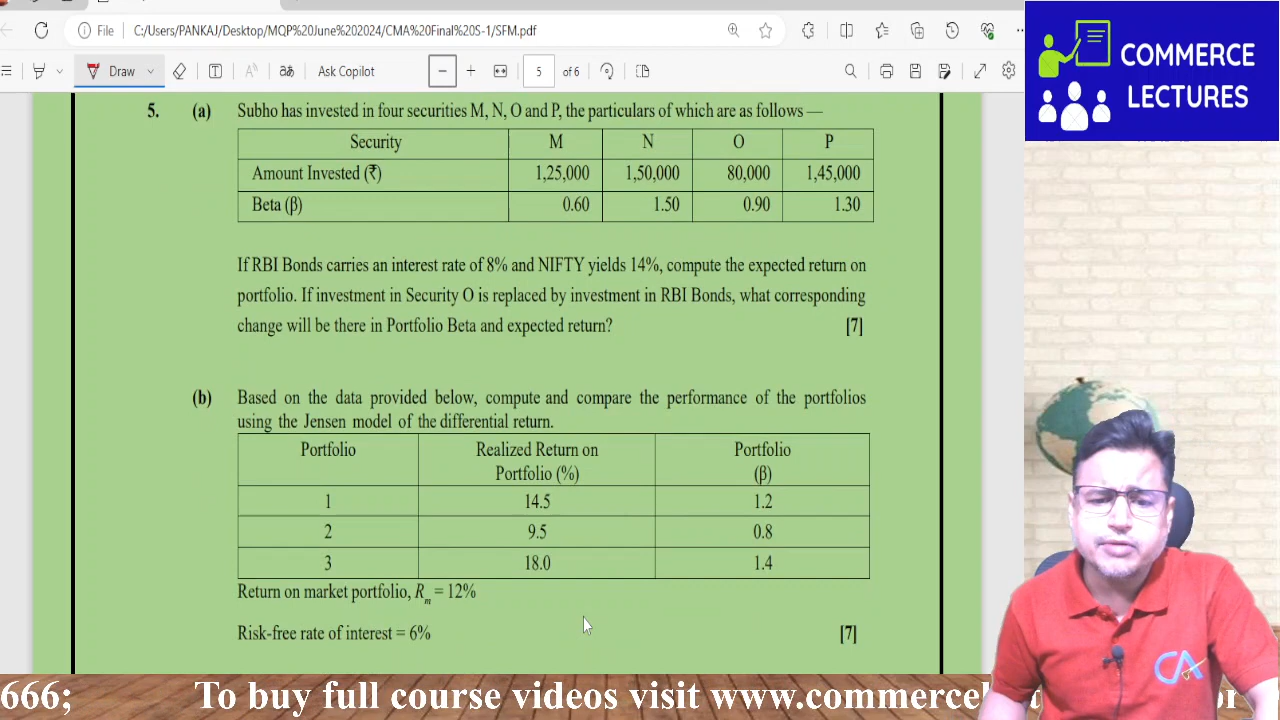 File C:/Users/PANKAJ/Desktop/MQP%20June%202024/CMA%20Final%20S-1/SFM.pdf
Draw Ask Copilot 5 of 6
COMMERCE
LECTURES
5. (a) Subho has invested in four securities M, N, O and P, the particulars of which are as follows —
Security M N O P
Amount Invested (₹) 1,25,000 1,50,000 80,000 1,45,000
Beta (β) 0.60 1.50 0.90 1.30
If RBI Bonds carries an interest rate of 8% and NIFTY yields 14%, compute the expected return on
portfolio. If investment in Security O is replaced by investment in RBI Bonds, what corresponding
change will be there in Portfolio Beta and expected return? [7]
(b) Based on the data provided below, compute and compare the performance of the portfolios
using the Jensen model of the differential return.
Portfolio Realized Return on Portfolio
Portfolio (%) (β)
1 14.5 1.2
2 9.5 0.8
3 18.0 1.4
Return on market portfolio, Rm = 12%
Risk-free rate of interest = 6% [7]
CA
666; To buy full course videos visit www.commercel